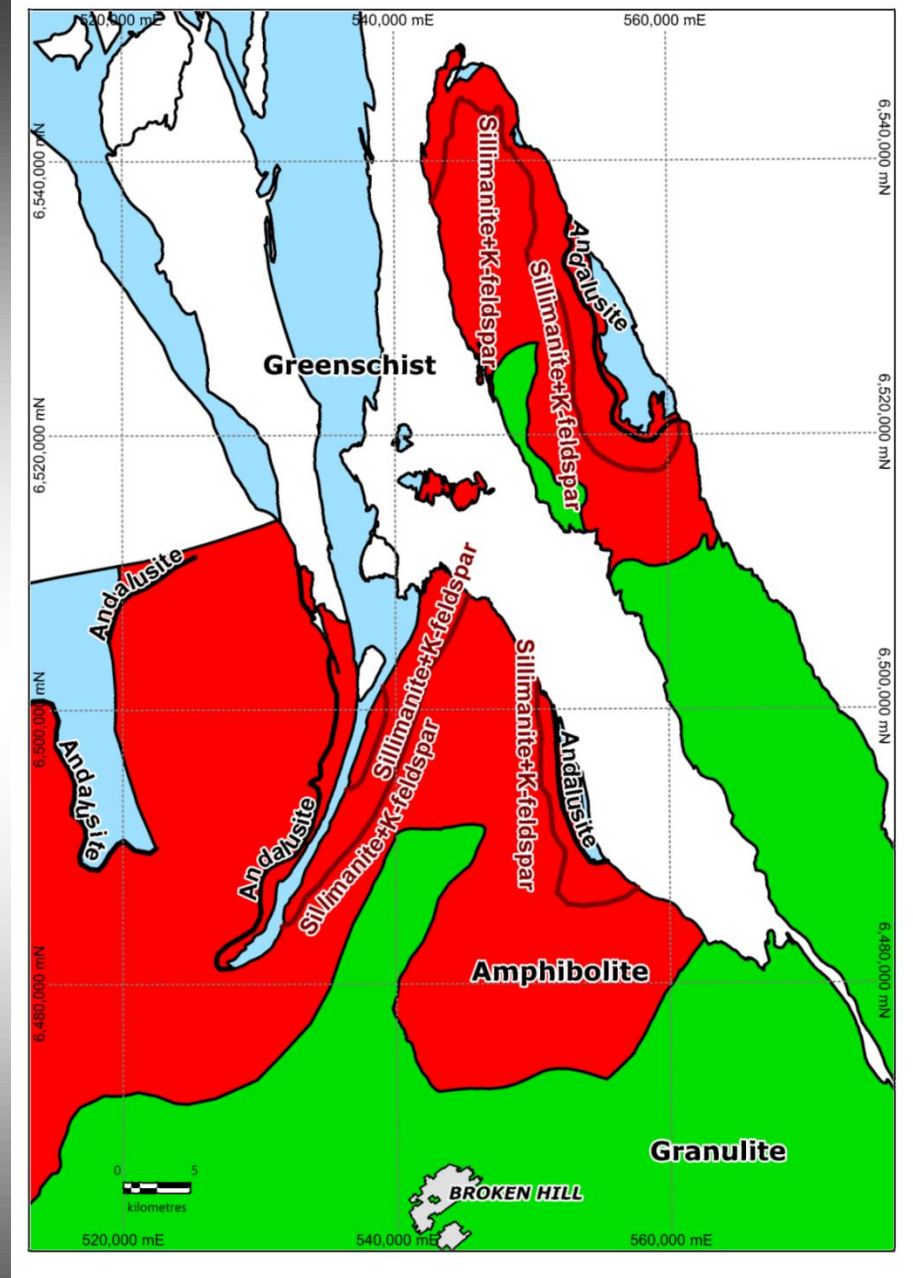 520,000 mE
540,000 mE
560,000 mE
6,540,000 mN
6,540,000 mN
Sillimanite+K-feldspar
Sillimanite+K-feldspar
Andalusite
Greenschist
6,520,000 mN
6,520,000 mN
Andalusite
Sillimanite+K-feldspar
Sillimanite+K-feldspar
Sillimanite+K-feldspar
6,500,000 mN
6,500,000 mN
Andalusite
Andalusite
Andalusite
Amphibolite
6,480,000 mN
6,480,000 mN
Granulite
0 5
kilometres
BROKEN HILL
520,000 mE
540,000 mE
560,000 mE